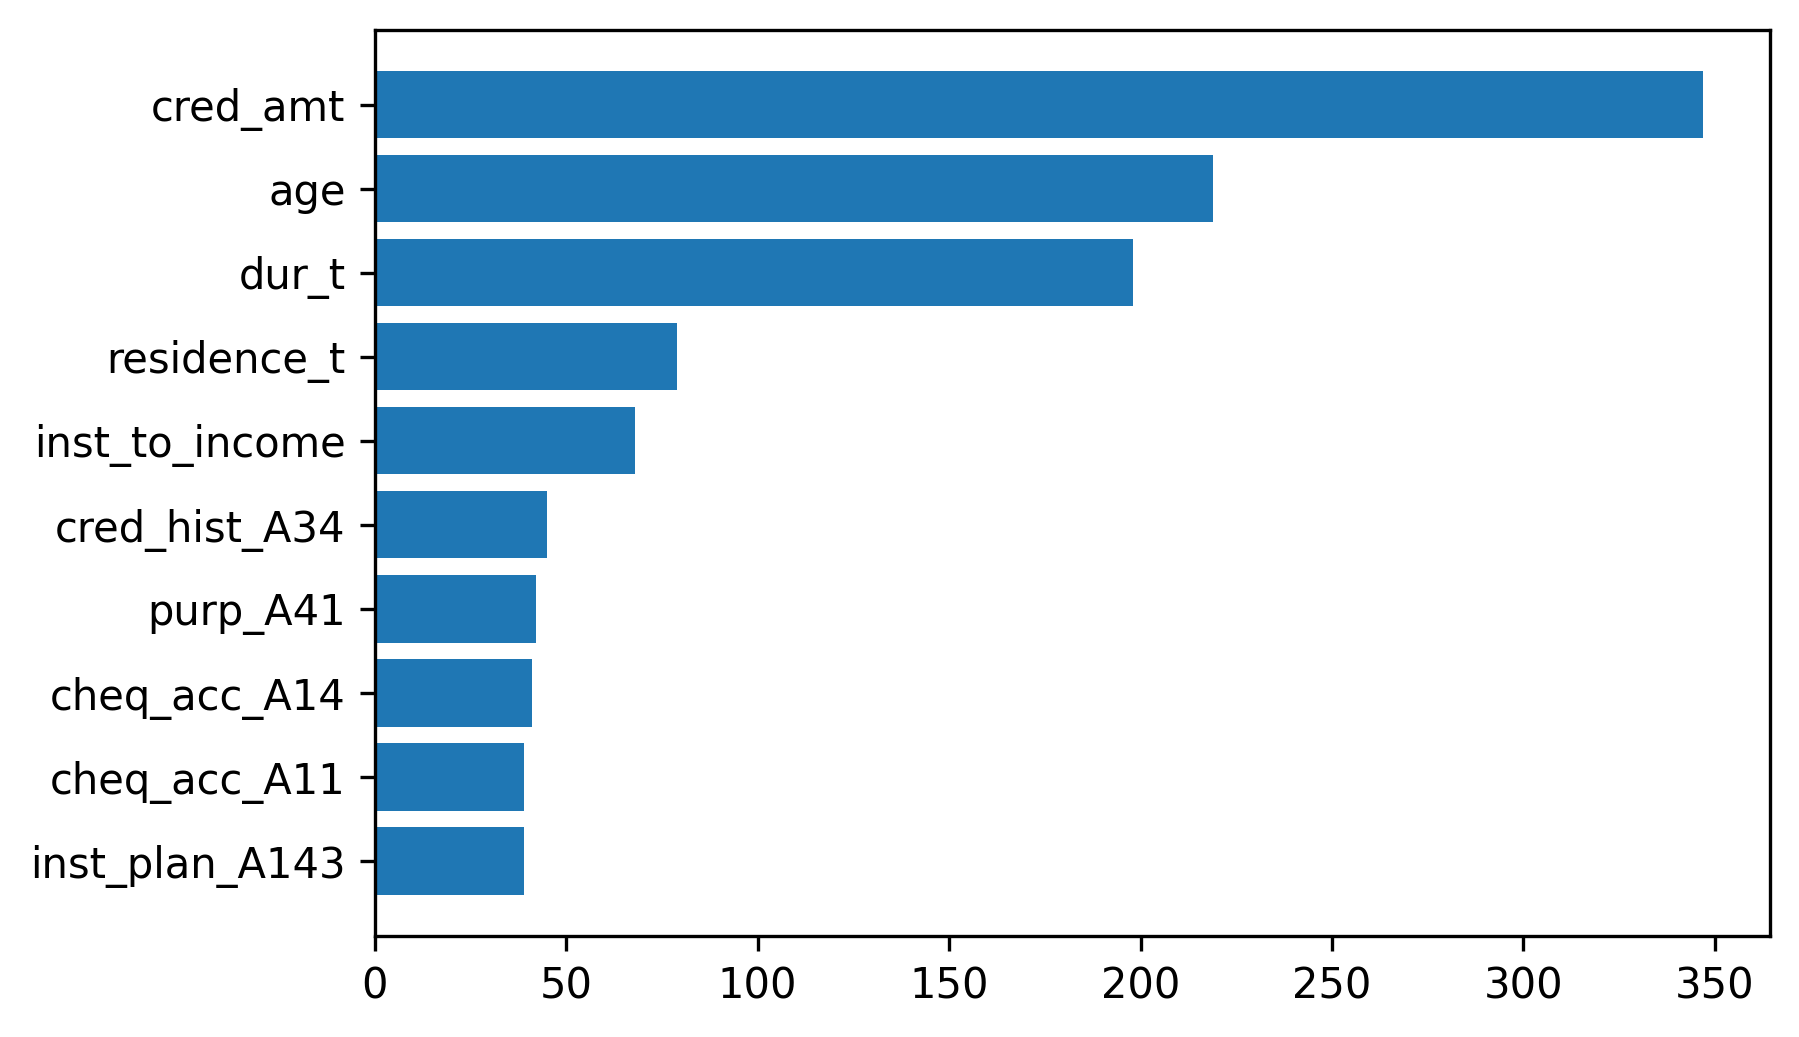 cred_amt
age
dur_t
residence_t
inst_to_income
cred_hist_A34
purp_A41
cheq_acc_A14
cheq_acc_A11
inst_plan_A143
0 50 100 150 200 250 300 350